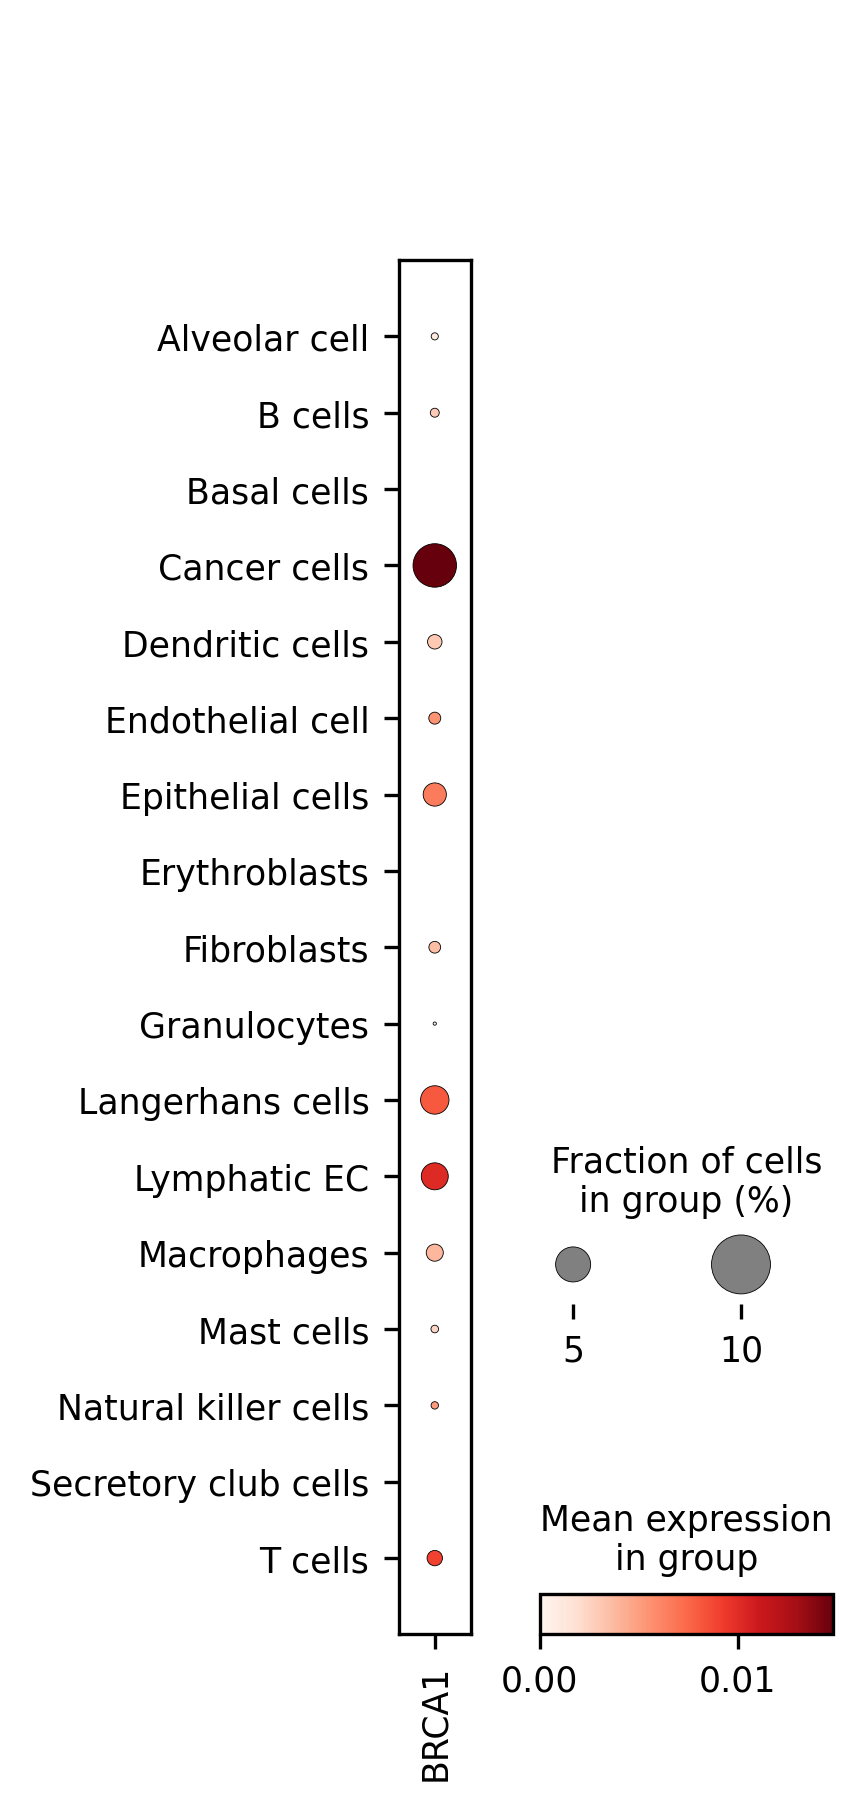 Alveolar cell
B cells
Basal cells
Cancer cells
Dendritic cells
Endothelial cell
Epithelial cells
Erythroblasts
Fibroblasts
Granulocytes
Langerhans cells
Lymphatic EC
Macrophages
Mast cells
Natural killer cells
Secretory club cells
T cells
BRCA1
Fraction of cells
in group (%)
5 10
Mean expression
in group
0.00 0.01